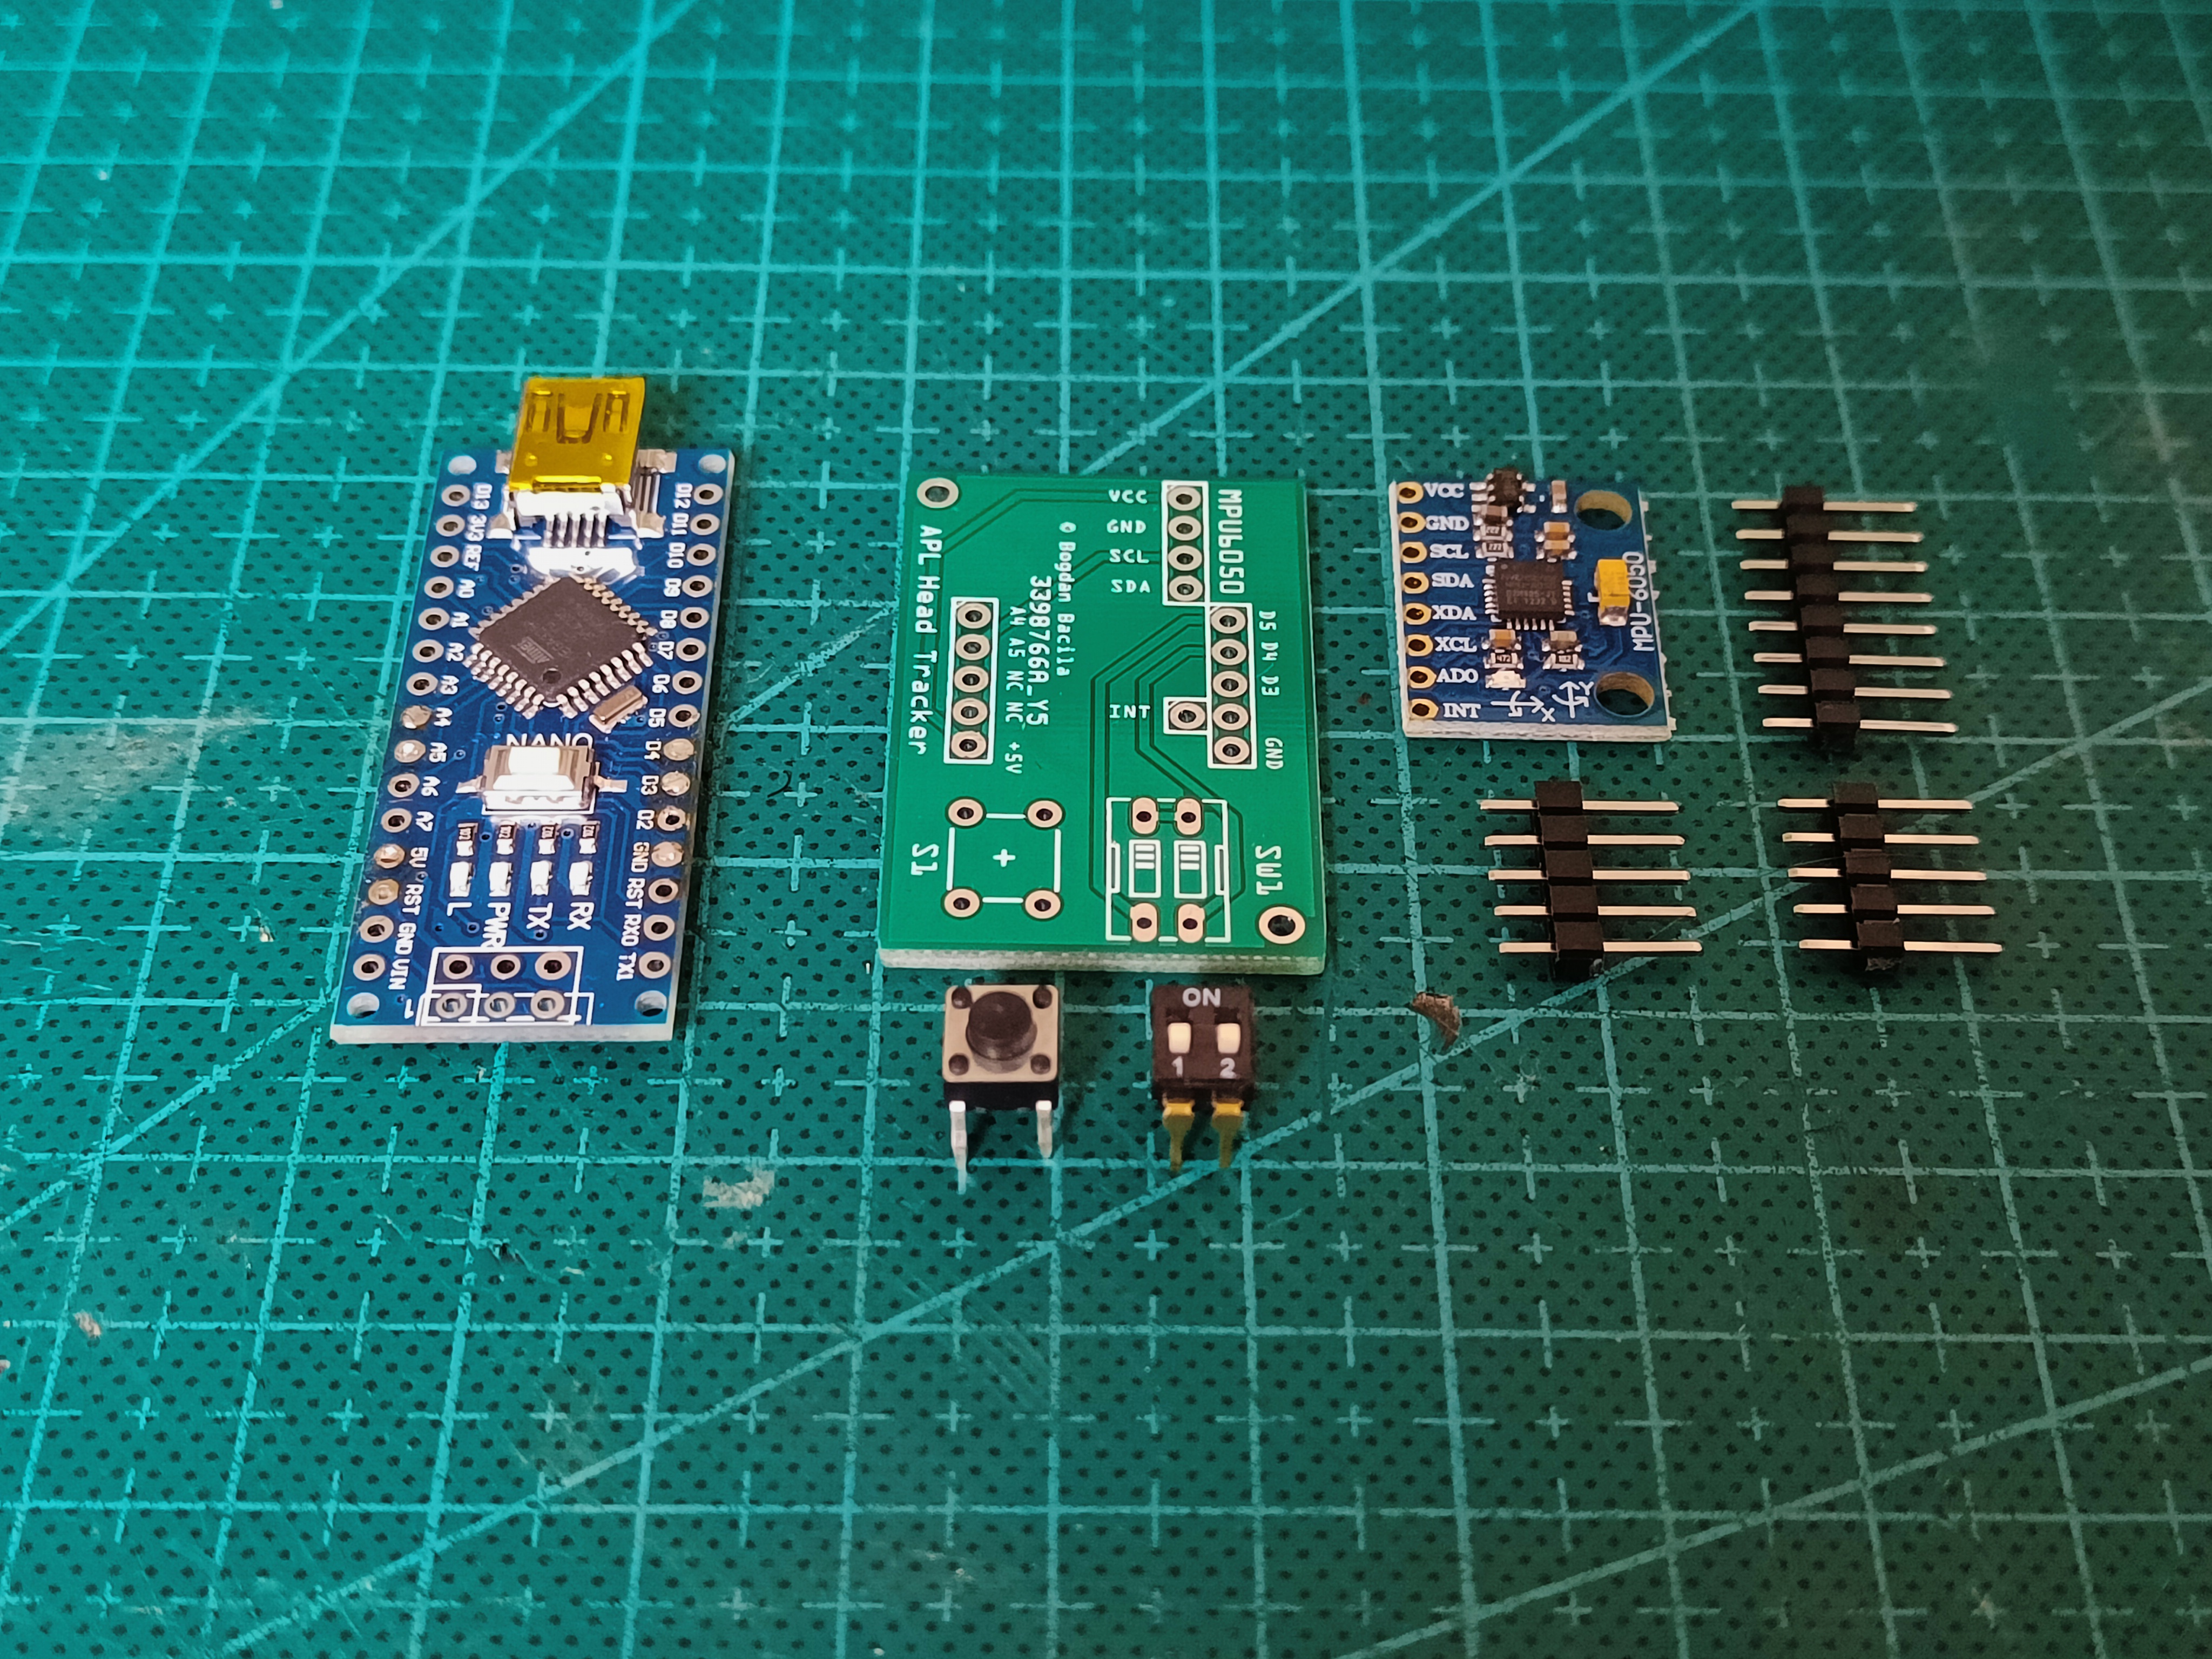 D13
3V3
REF
A0
A1
A2
A3
A4
A5
A6
A7
5V
RST
GND
VIN
D12
D11
D10
D9
D8
D7
D6
D5
D4
D3
D2
GND
RST
RX0
TX1
NANO
L
PWR
TX
RX
1
APL Head Tracker
© Bogdan Bacila
3398766A_Y5
A4 A5 NC NC +5V
VCC
GND
SCL
SDA
MPU6050
D5 D4 D3 GND
INT
S1
SW1
ON
1 2
VCC
GND
SCL
SDA
XDA
XCL
ADO
INT
MPU-6050
X
Y